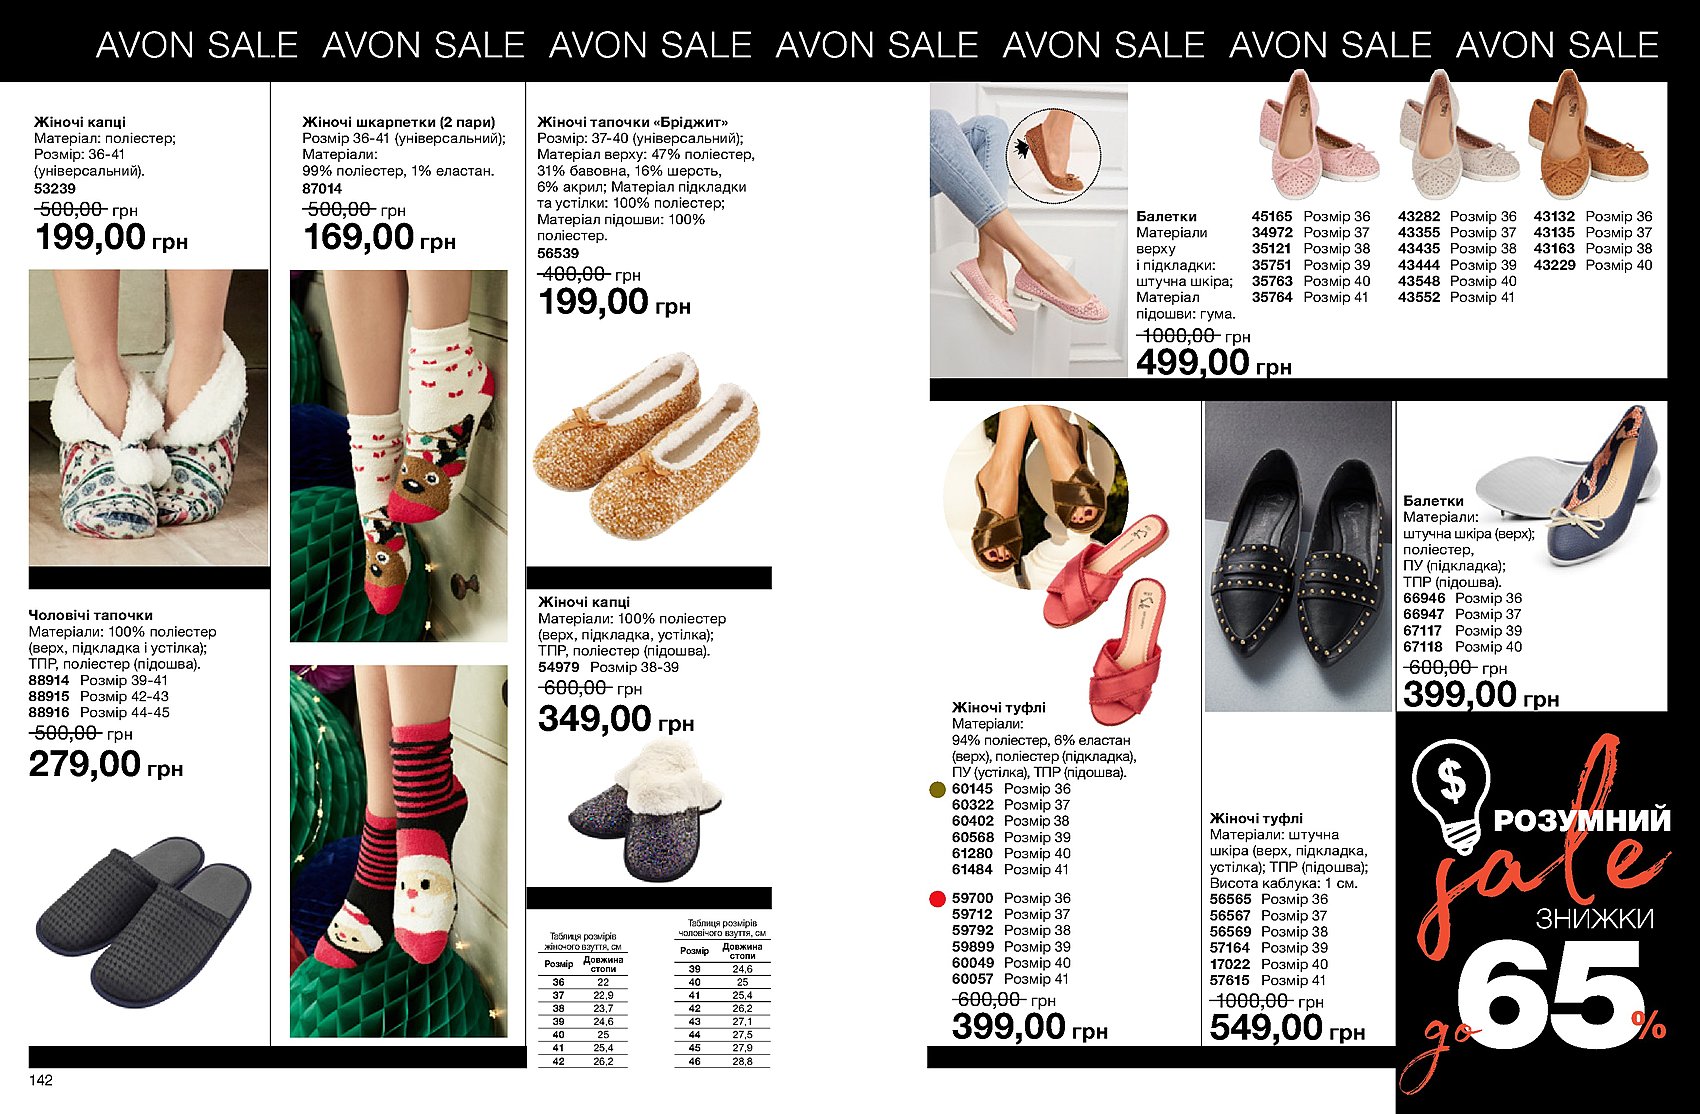 AVON SALE AVON SALE AVON SALE AVON SALE AVON SALE AVON SALE AVON SALE
Жіночі капці
Матеріал: поліестер;
Розмір: 36-41
(універсальний).
53239
500,00 грн
199,00 грн
Чоловічі тапочки
Матеріали: 100% поліестер
(верх, підкладка і устілка);
ТПР, поліестер (підошва).
88914 Розмір 39-41
88915 Розмір 42-43
88916 Розмір 44-45
500,00 грн
279,00 грн
Жіночі шкарпетки (2 пари)
Розмір 36-41 (універсальний);
Матеріали:
99% поліестер, 1% еластан.
87014
500,00 грн
169,00 грн
Жіночі тапочки «Бріджит»
Розмір: 37-40 (універсальний);
Матеріал верху: 47% поліестер,
31% бавовна, 16% шерсть,
6% акрил; Матеріал підкладки
та устілки: 100% поліестер;
Матеріал підошви: 100%
поліестер.
56539
400,00 грн
199,00 грн
Жіночі капці
Матеріали: 100% поліестер
(верх, підкладка, устілка);
ТПР, поліестер (підошва).
54979 Розмір 38-39
600,00 грн
349,00 грн
Таблиця розмірів
жіночого взуття, см
Розмір Довжина
стопи
36 22
37 22,9
38 23,7
39 24,6
40 25
41 25,4
42 26,2
Таблиця розмірів
чоловічого взуття, см
Розмір Довжина
стопи
39 24,6
40 25
41 25,4
42 26,2
43 27,1
44 27,5
45 27,9
46 28,8
142
Балетки
Матеріали
верху
і підкладки:
штучна шкіра;
Матеріал
підошви: гума.
1000,00 грн
499,00 грн
45165 Розмір 36
34972 Розмір 37
35121 Розмір 38
35751 Розмір 39
35763 Розмір 40
35764 Розмір 41
43282 Розмір 36
43355 Розмір 37
43435 Розмір 38
43444 Розмір 39
43548 Розмір 40
43552 Розмір 41
43132 Розмір 36
43135 Розмір 37
43163 Розмір 38
43229 Розмір 40
Жіночі туфлі
Матеріали:
94% поліестер, 6% еластан
(верх), поліестер (підкладка),
ПУ (устілка), ТПР (підошва).
60145 Розмір 36
60322 Розмір 37
60402 Розмір 38
60568 Розмір 39
61280 Розмір 40
61484 Розмір 41
59700 Розмір 36
59712 Розмір 37
59792 Розмір 38
59899 Розмір 39
60049 Розмір 40
60057 Розмір 41
600,00 грн
399,00 грн
Жіночі туфлі
Матеріали: штучна
шкіра (верх, підкладка,
устілка); ТПР (підошва);
Висота каблука: 1 см.
56565 Розмір 36
56567 Розмір 37
56569 Розмір 38
57164 Розмір 39
17022 Розмір 40
57615 Розмір 41
1000,00 грн
549,00 грн
Балетки
Матеріали:
штучна шкіра (верх);
поліестер,
ПУ (підкладка);
ТПР (підошва).
66946 Розмір 36
66947 Розмір 37
67117 Розмір 39
67118 Розмір 40
600,00 грн
399,00 грн
$
РОЗУМНИЙ
sale
ЗНИЖКИ
до 65%